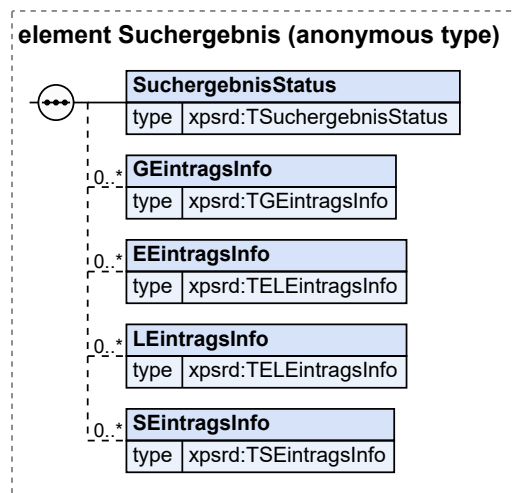 element Suchergebnis (anonymous type)
SuchergebnisStatus
type xpsrd:TSuchergebnisStatus
0..* GEintragsInfo
type xpsrd:TGEintragsInfo
0..* EEintragsInfo
type xpsrd:TELEintragsInfo
0..* LEintragsInfo
type xpsrd:TELEintragsInfo
0..* SEintragsInfo
type xpsrd:TSEintragsInfo